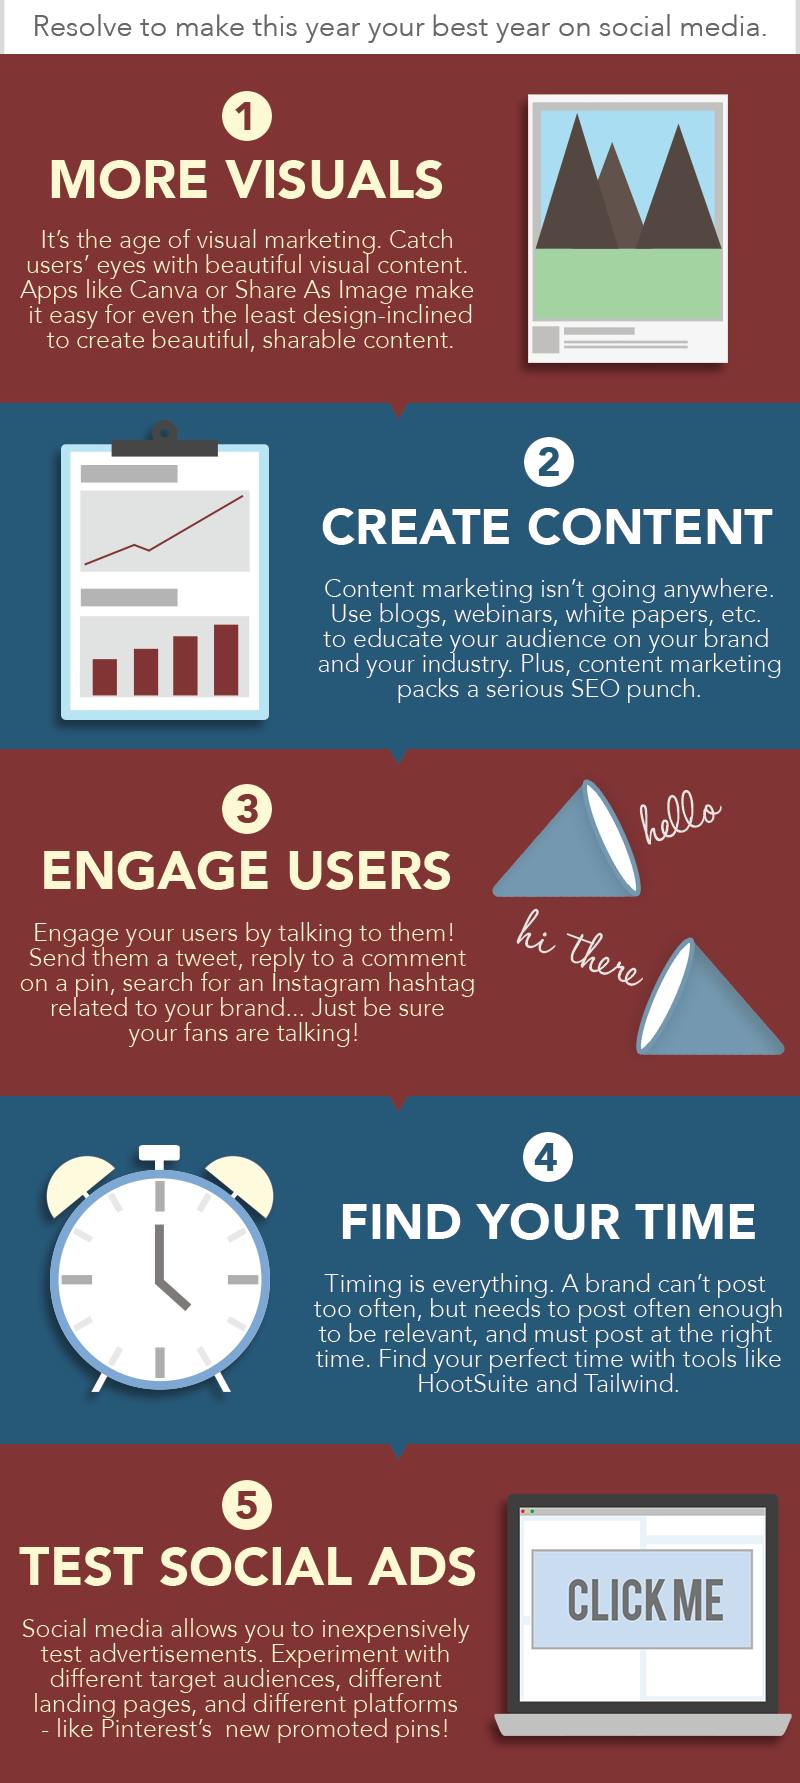 Resolve to make this year your best year on social media.
1
MORE VISUALS
It's the age of visual marketing. Catch
users' eyes with beautiful visual content.
Apps like Canva or Share As Image make
it easy for even the least design-inclined
to create beautiful, sharable content.
2
CREATE CONTENT
Content marketing isn't going anywhere.
Use blogs, webinars, white papers, etc.
to educate your audience on your brand
and your industry. Plus, content marketing
packs a serious SEO punch.
3
ENGAGE USERS
Engage your users by talking to them!
Send them a tweet, reply to a comment
on a pin, search for an Instagram hashtag
related to your brand... Just be sure
your fans are talking!
hello
hi there
4
FIND YOUR TIME
Timing is everything. A brand can't post
too often, but needs to post often enough
to be relevant, and must post at the right
time. Find your perfect time with tools like
HootSuite and Tailwind.
5
TEST SOCIAL ADS
Social media allows you to inexpensively
test advertisements. Experiment with
different target audiences, different
landing pages, and different platforms
- like Pinterest's  new promoted pins!
CLICK ME